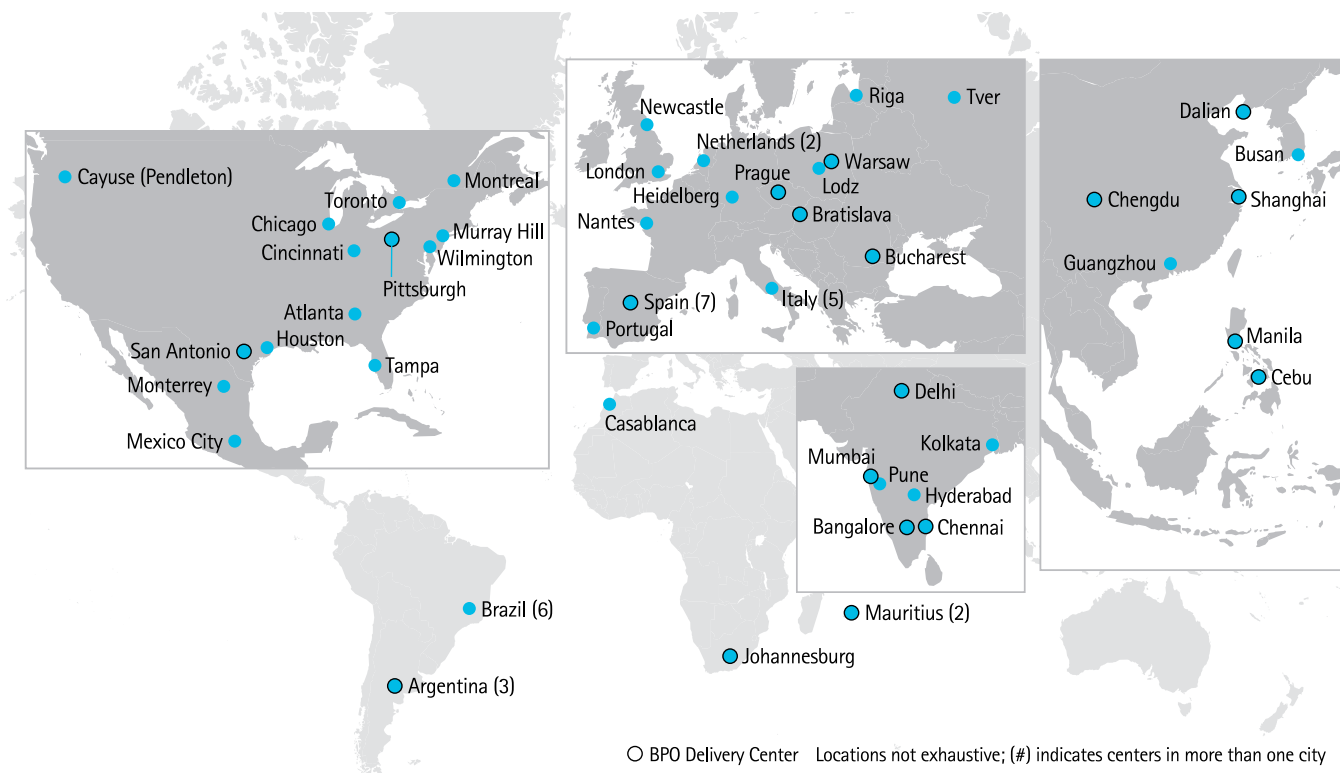 Cayuse (Pendleton)
Montreal
Toronto
Chicago
Murray Hill
Cincinnati
Wilmington
Pittsburgh
Atlanta
Houston
San Antonio
Tampa
Monterrey
Mexico City
Riga
Tver
Newcastle
Netherlands (2)
Warsaw
London
Prague
Lodz
Heidelberg
Nantes
Bratislava
Bucharest
Spain (7)
Italy (5)
Portugal
Dalian
Busan
Chengdu
Shanghai
Guangzhou
Manila
Cebu
Casablanca
Delhi
Kolkata
Mumbai
Pune
Hyderabad
Bangalore
Chennai
Brazil (6)
Mauritius (2)
Johannesburg
Argentina (3)
BPO Delivery Center Locations not exhaustive; (#) indicates centers in more than one city